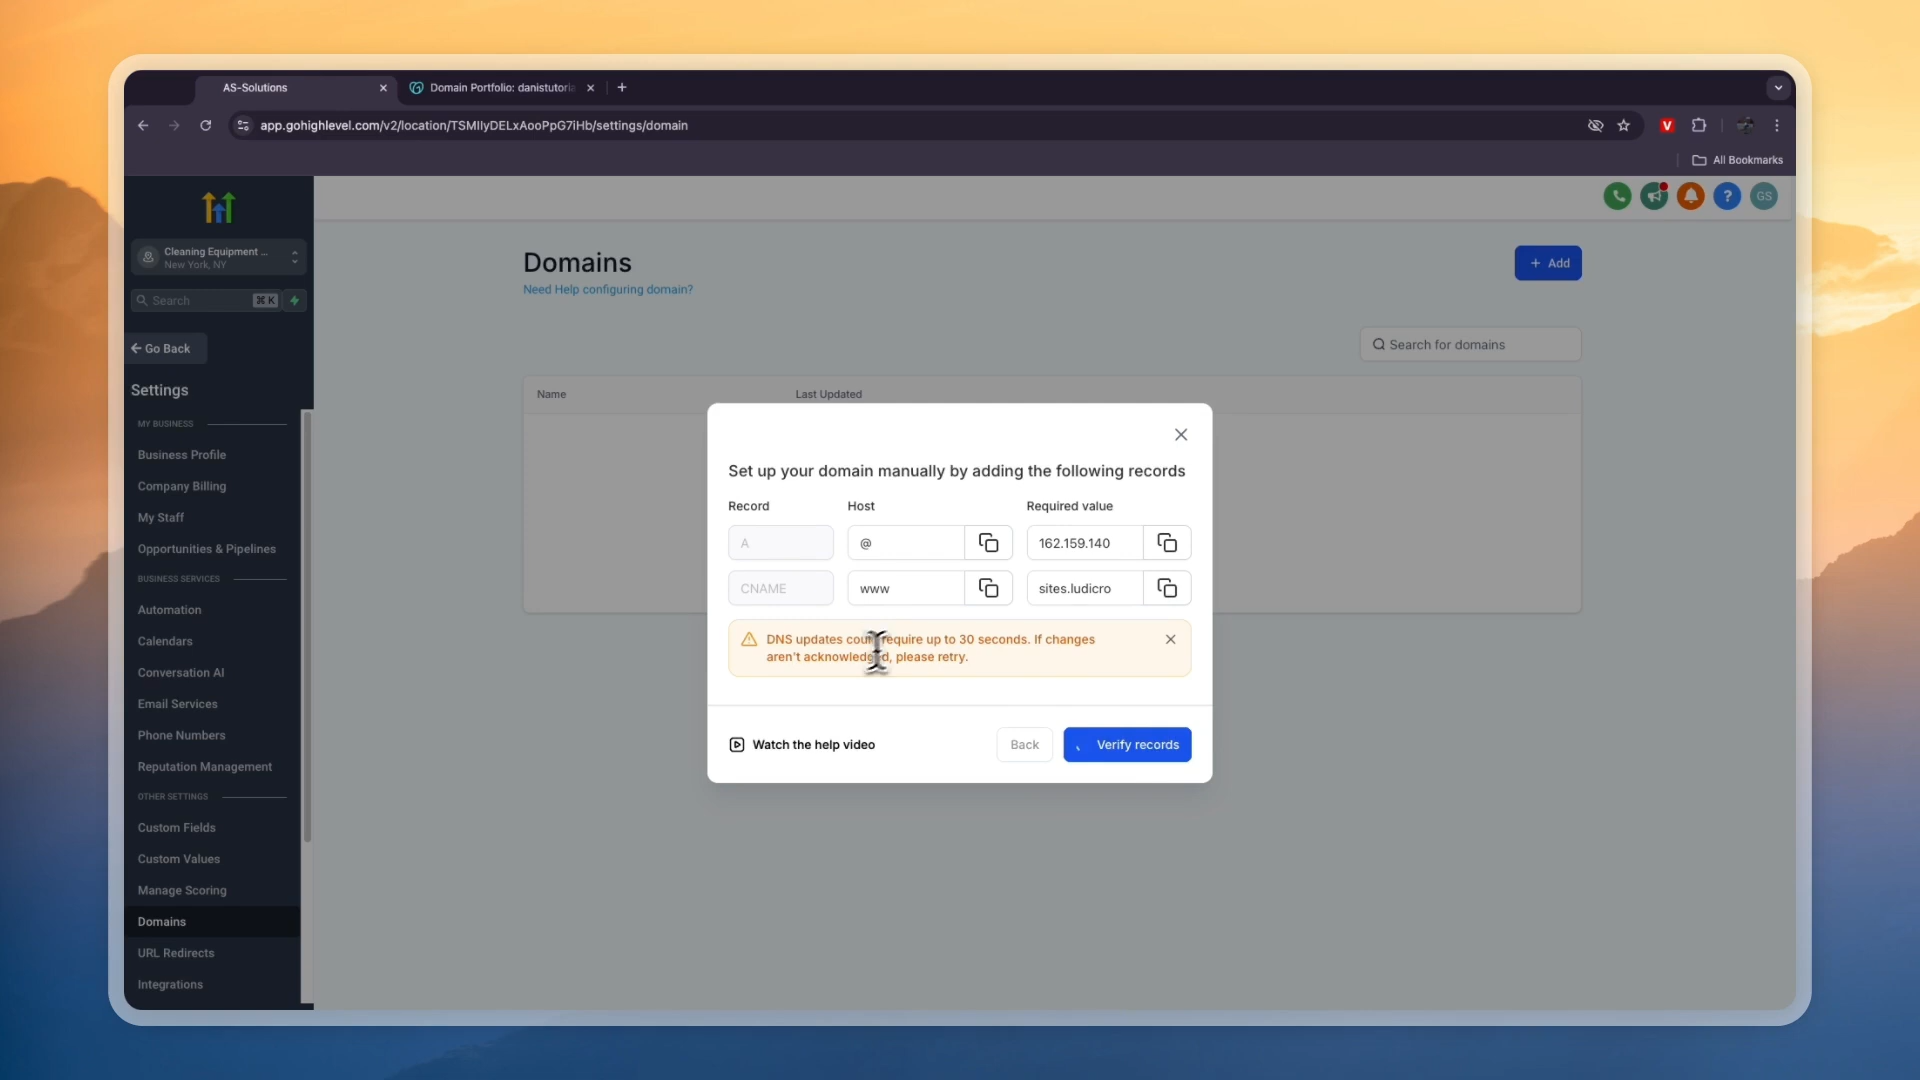 AS-Solutions
Domain Portfolio: danistutoria
app.gohighlevel.com/v2/location/TSMIlyDELxAooPpG7iHb/settings/domain
All Bookmarks
Cleaning Equipment ...
New York, NY
Search ⌘ K
Go Back
Settings
MY BUSINESS
Business Profile
Company Billing
My Staff
Opportunities & Pipelines
BUSINESS SERVICES
Automation
Calendars
Conversation AI
Email Services
Phone Numbers
Reputation Management
OTHER SETTINGS
Custom Fields
Custom Values
Manage Scoring
Domains
URL Redirects
Integrations
GS
Domains
+ Add
Need Help configuring domain?
Search for domains
Name Last Updated
Set up your domain manually by adding the following records
Record Host Required value
A @ 162.159.140
CNAME www sites.ludicro
DNS updates could require up to 30 seconds. If changes
aren't acknowledged, please retry.
Watch the help video Back Verify records